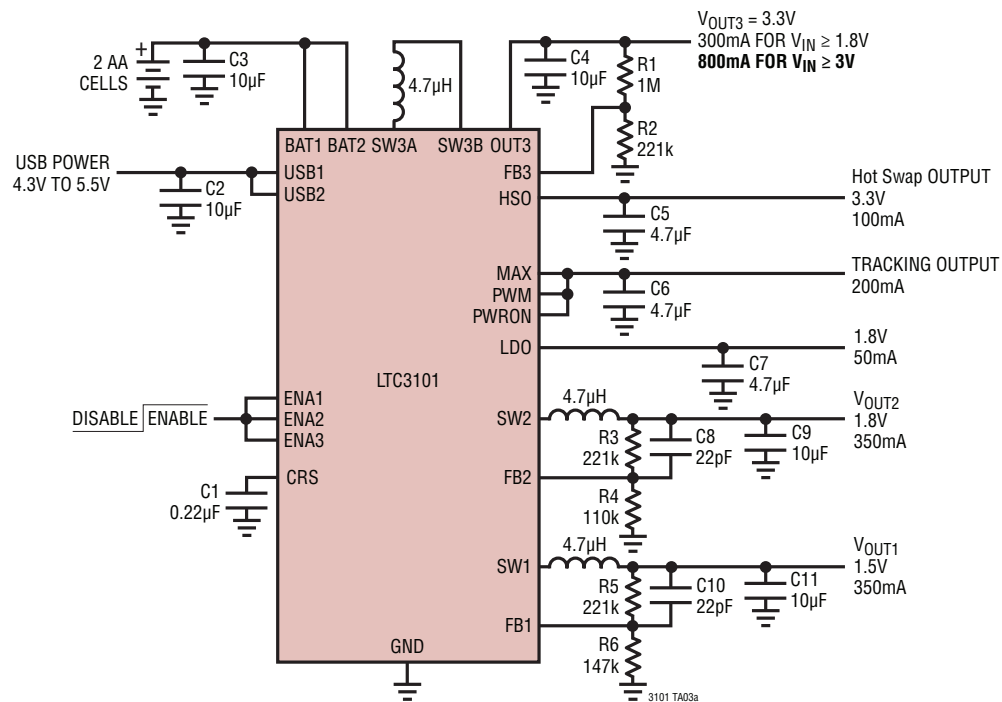 VOUT3 = 3.3V
300mA FOR VIN ≥ 1.8V
800mA FOR VIN ≥ 3V
2 AA
CELLS
+
C3
10µF
4.7µH
C4
10µF
R1
1M
R2
221k
BAT1 BAT2 SW3A SW3B OUT3
USB POWER
4.3V TO 5.5V
C2
10µF
USB1
USB2
FB3
HSO
Hot Swap OUTPUT
3.3V
100mA
C5
4.7µF
MAX
PWM
PWRON
TRACKING OUTPUT
200mA
C6
4.7µF
LDO
1.8V
50mA
C7
4.7µF
LTC3101
DISABLE ENABLE
ENA1
ENA2
ENA3
SW2
4.7µH
R3
221k
C8
22pF
C9
10µF
VOUT2
1.8V
350mA
CRS
C1
0.22µF
FB2
R4
110k
SW1
4.7µH
R5
221k
C10
22pF
C11
10µF
VOUT1
1.5V
350mA
FB1
R6
147k
GND
3101 TA03a